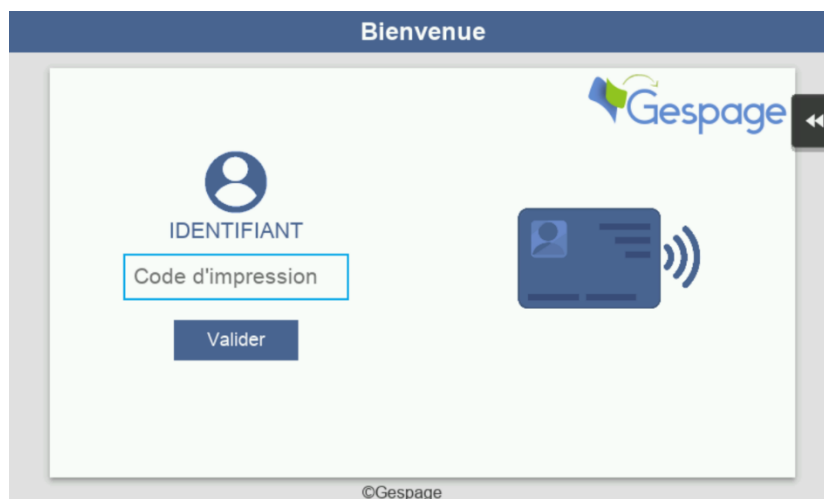 Bienvenue
Gespage
IDENTIFIANT
Code d'impression
Valider
©Gespage